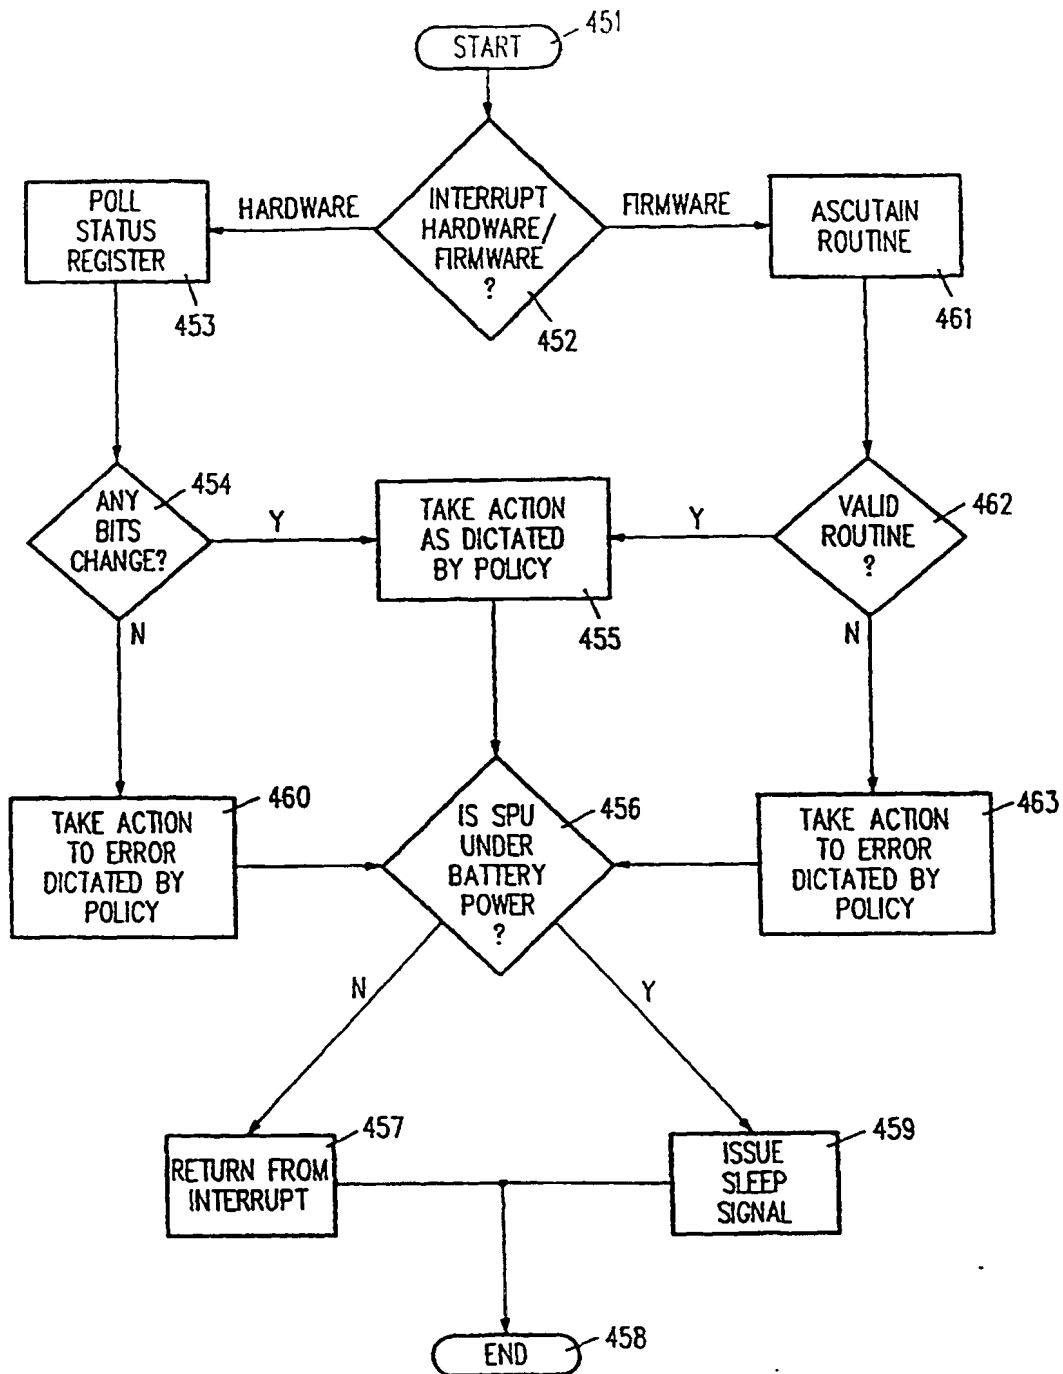 START
451
INTERRUPT
HARDWARE/
FIRMWARE
?
452
HARDWARE
FIRMWARE
POLL
STATUS
REGISTER
453
ASCUTAIN
ROUTINE
461
ANY
BITS
CHANGE?
454
Y
N
TAKE ACTION
AS DICTATED
BY POLICY
455
VALID
ROUTINE
?
462
Y
N
TAKE ACTION
TO ERROR
DICTATED BY
POLICY
460
IS SPU
UNDER
BATTERY
POWER
?
456
TAKE ACTION
TO ERROR
DICTATED BY
POLICY
463
N
Y
RETURN FROM
INTERRUPT
457
ISSUE
SLEEP
SIGNAL
459
END
458